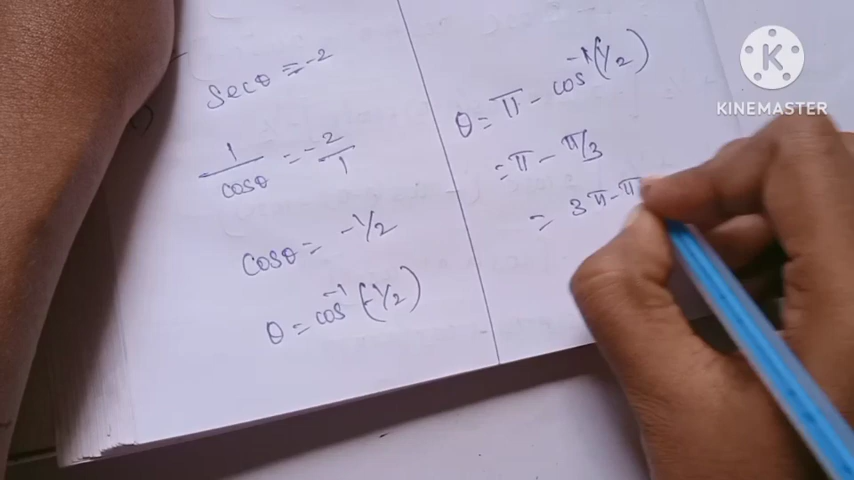 secθ = -2
1/cosθ = -2/1
cosθ = -1/2
θ = cos⁻¹(-1/2)
θ = π - cos⁻¹(1/2)
= π - π/3
= 3π - π
K
KINEMASTER